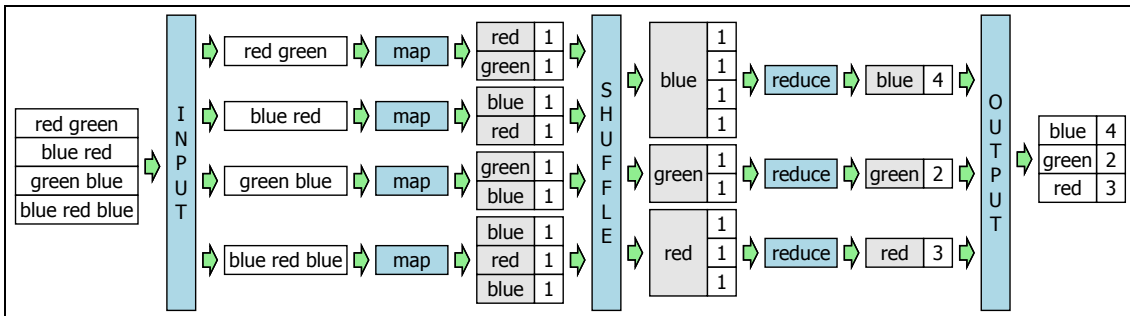 red green
blue red
green blue
blue red blue
INPUT
red green
map
red 1
green 1
blue red
map
blue 1
red 1
green blue
map
green 1
blue 1
blue red blue
map
blue 1
red 1
blue 1
SHUFFLE
blue 1 1 1 1
reduce
blue 4
green 1 1
reduce
green 2
red 1 1 1
reduce
red 3
OUTPUT
blue 4
green 2
red 3